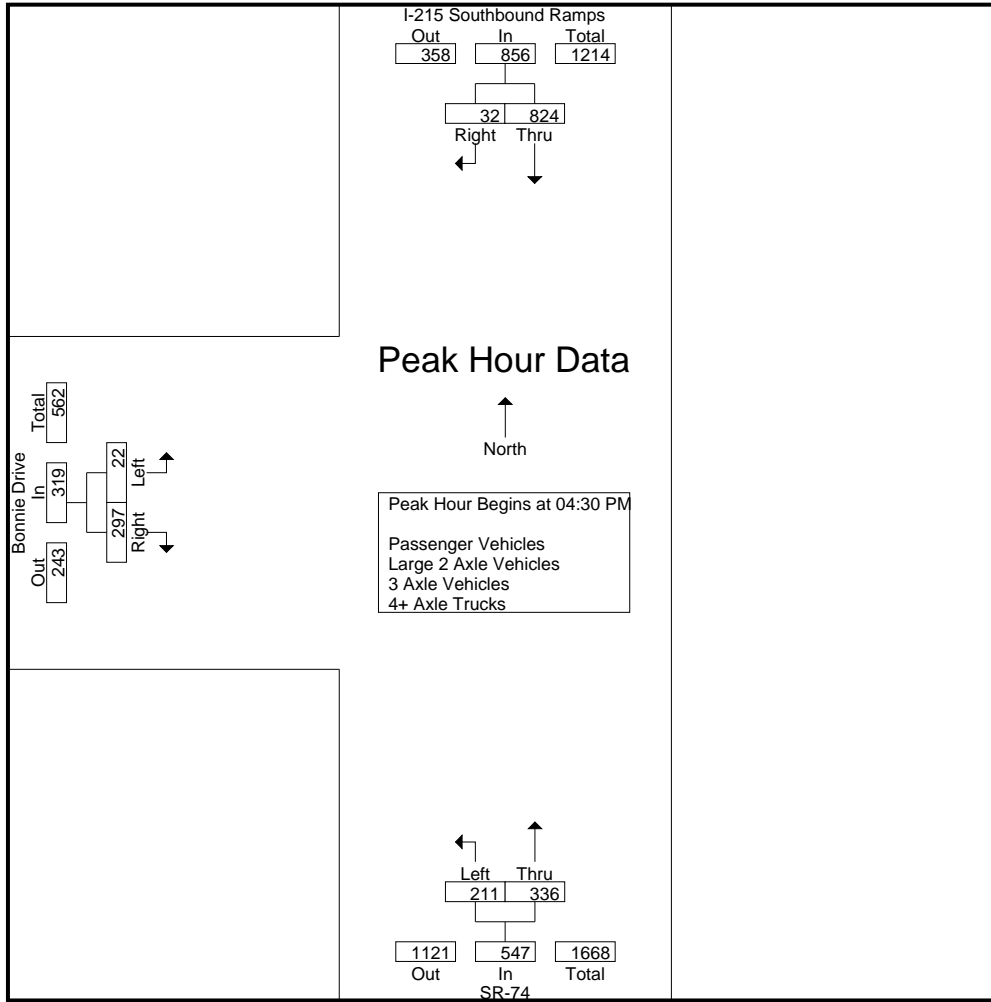 I-215 Southbound Ramps
Out In Total
358 856 1214
32 824
Right Thru
Peak Hour Data
North
Bonnie Drive
Out In Total
243 319 562
Right Left
297 22
Peak Hour Begins at 04:30 PM
Passenger Vehicles
Large 2 Axle Vehicles
3 Axle Vehicles
4+ Axle Trucks
Left Thru
211 336
1121 547 1668
Out In Total
SR-74